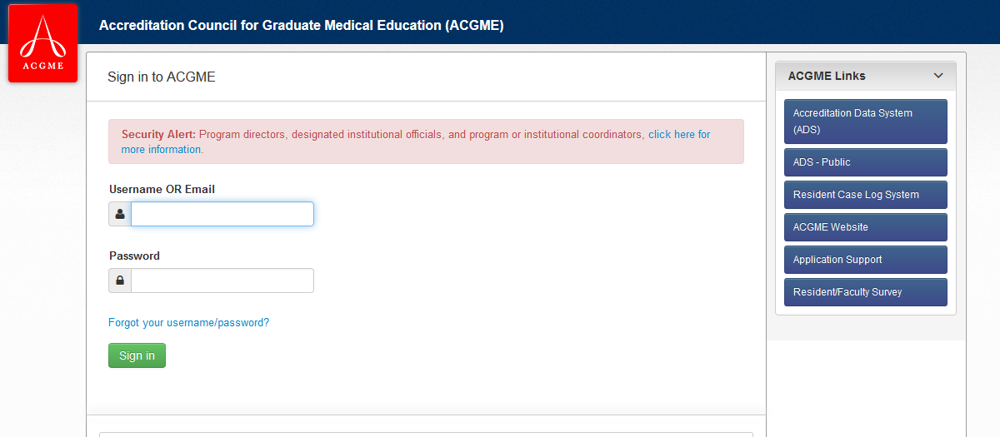 ACGME
Accreditation Council for Graduate Medical Education (ACGME)
Sign in to ACGME
Security Alert: Program directors, designated institutional officials, and program or institutional coordinators, click here for
more information.
Username OR Email
Password
Forgot your username/password?
Sign in
ACGME Links
Accreditation Data System
(ADS)
ADS - Public
Resident Case Log System
ACGME Website
Application Support
Resident/Faculty Survey